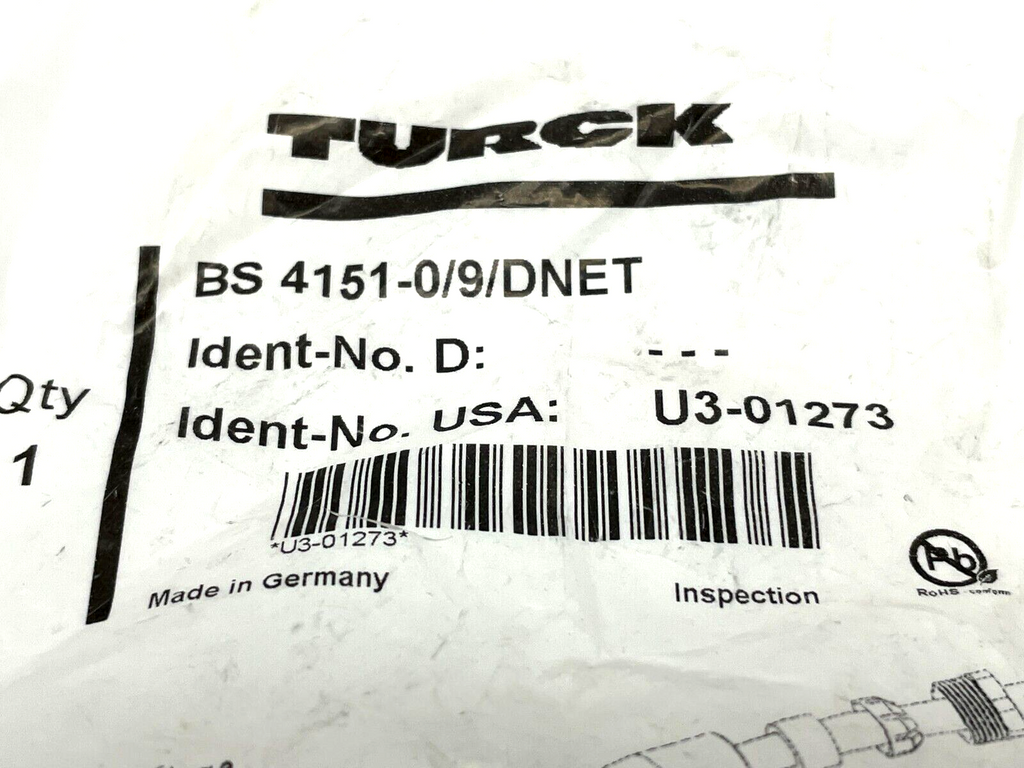 TURCK
BS 4151-0/9/DNET
Ident-No. D: - - -
Ident-No. USA: U3-01273
Qty
1
*U3-01273*
Made in Germany
Inspection
Pb
RoHS conform